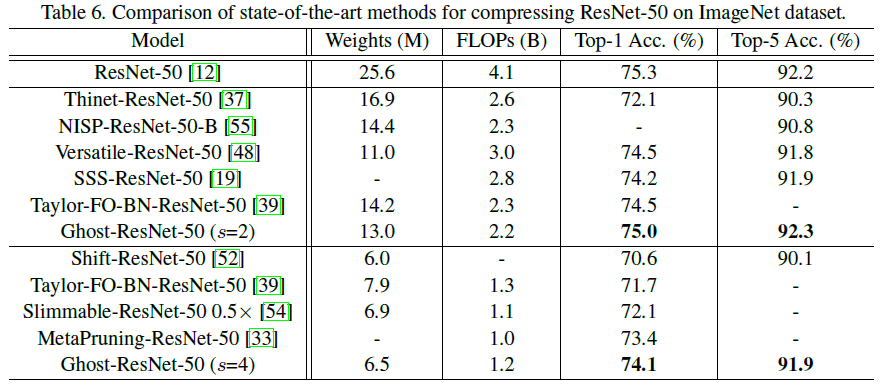 Table 6. Comparison of state-of-the-art methods for compressing ResNet-50 on ImageNet dataset.
Model Weights (M) FLOPs (B) Top-1 Acc. (%) Top-5 Acc. (%)
ResNet-50 [12] 25.6 4.1 75.3 92.2
Thinet-ResNet-50 [37] 16.9 2.6 72.1 90.3
NISP-ResNet-50-B [55] 14.4 2.3 - 90.8
Versatile-ResNet-50 [48] 11.0 3.0 74.5 91.8
SSS-ResNet-50 [19] - 2.8 74.2 91.9
Taylor-FO-BN-ResNet-50 [39] 14.2 2.3 74.5 -
Ghost-ResNet-50 (s=2) 13.0 2.2 75.0 92.3
Shift-ResNet-50 [52] 6.0 - 70.6 90.1
Taylor-FO-BN-ResNet-50 [39] 7.9 1.3 71.7 -
Slimmable-ResNet-50 0.5× [54] 6.9 1.1 72.1 -
MetaPruning-ResNet-50 [33] - 1.0 73.4 -
Ghost-ResNet-50 (s=4) 6.5 1.2 74.1 91.9